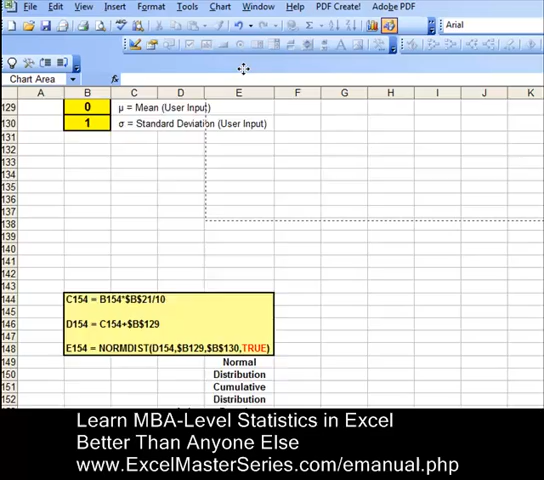 File Edit View Insert Format Tools Chart Window Help PDF Create! Adobe PDF
Arial
Chart Area fx
A B C D E F G H I J K
129 0 µ = Mean (User Input)
130 1 σ = Standard Deviation (User Input)
131
132
133
134
135
136
137
138
139
140
141
142
143
144 C154 = B154*$B$21/10
145
146 D154 = C154+$B$129
147
148 E154 = NORMDIST(D154,$B129,$B$130,TRUE)
149 Normal
150 Distribution
151 Cumulative
152 Distribution
Learn MBA-Level Statistics in Excel
Better Than Anyone Else
www.ExcelMasterSeries.com/emanual.php